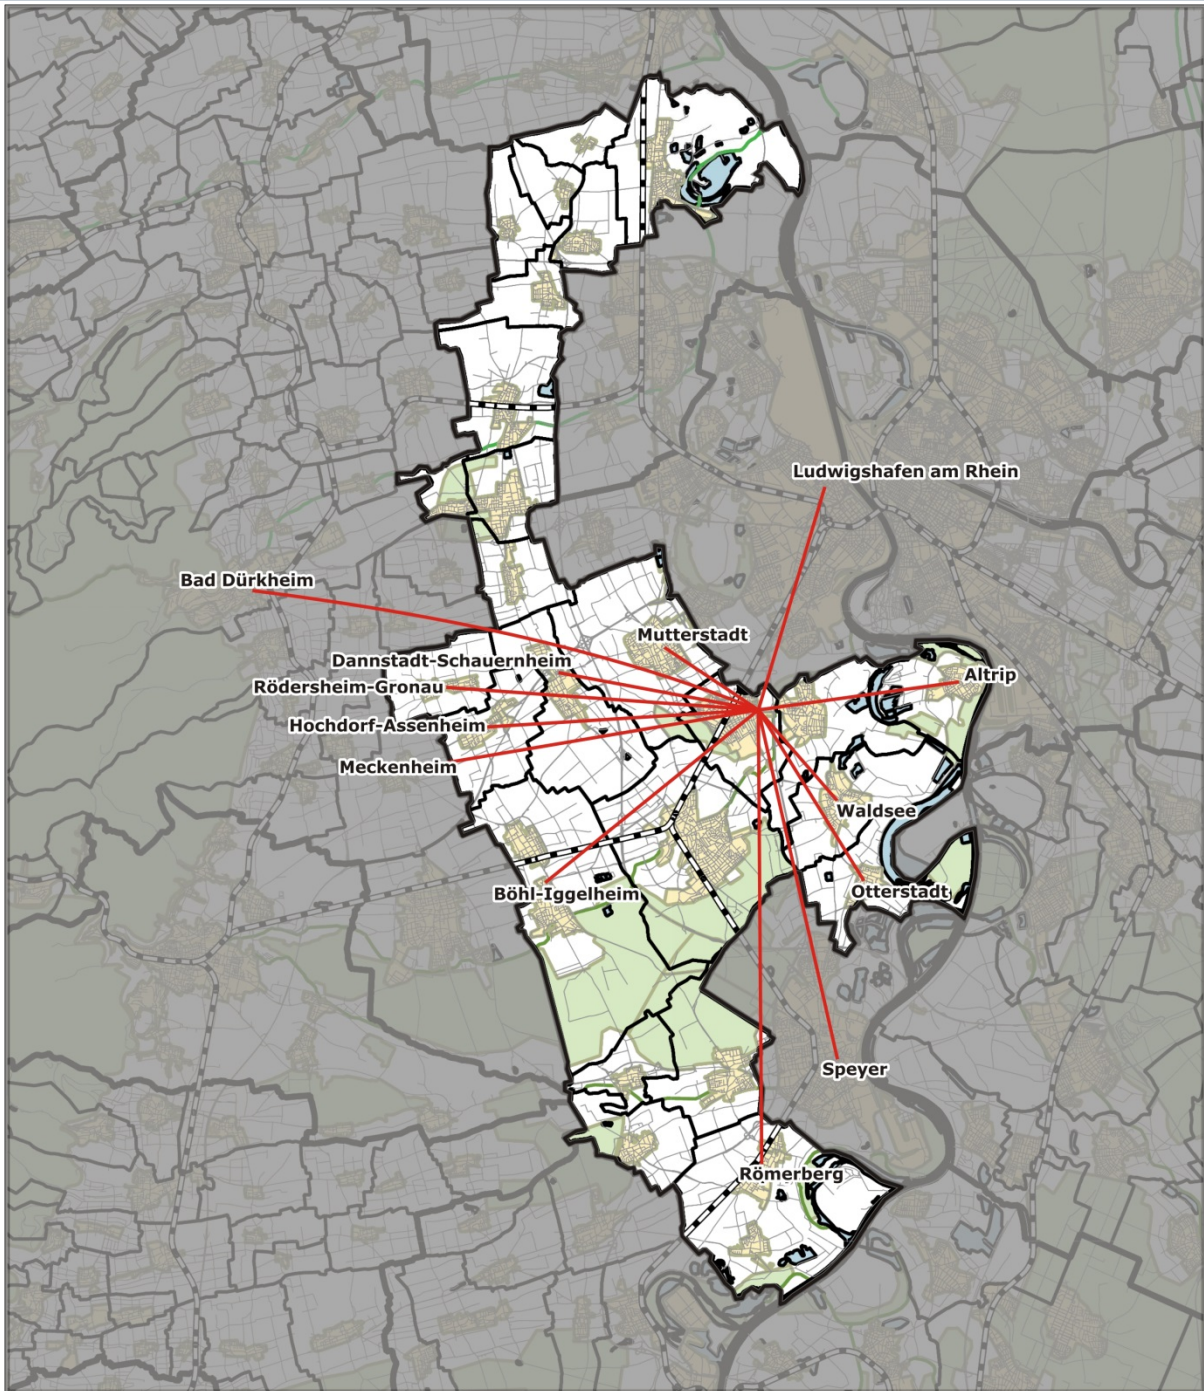 Ludwigshafen am Rhein
Bad Dürkheim
Mutterstadt
Dannstadt-Schauernheim
Altrip
Rödersheim-Gronau
Hochdorf-Assenheim
Meckenheim
Waldsee
Böhl-Iggelheim
Otterstadt
Speyer
Römerberg